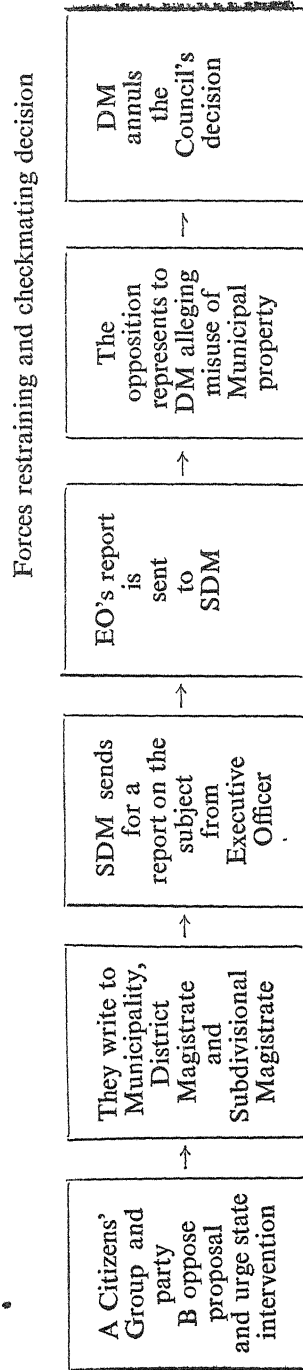 Forces restraining and checkmating decision
A Citizens'
Group and
party
B oppose
proposal
and urge state
intervention
→
They write to
Municipality,
District
Magistrate
and
Subdivisional
Magistrate
→
SDM sends
for a
report on the
subject
from
Executive
Officer
→
EO's report
is
sent
to
SDM
→
The
opposition
represents to
DM alleging
misuse of
Municipal
property
DM
annuls
the
Council's
decision